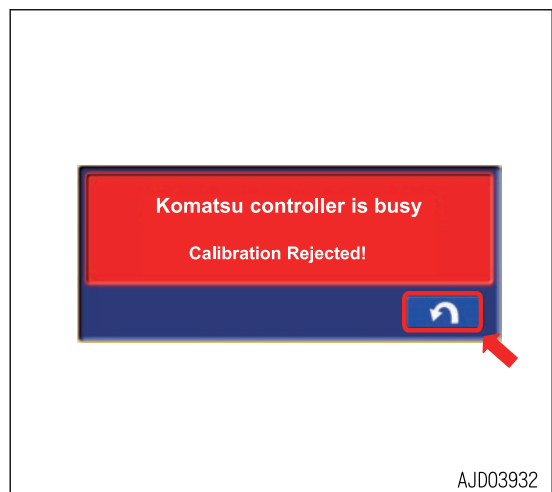 Komatsu controller is busy
Calibration Rejected!
AJD03932